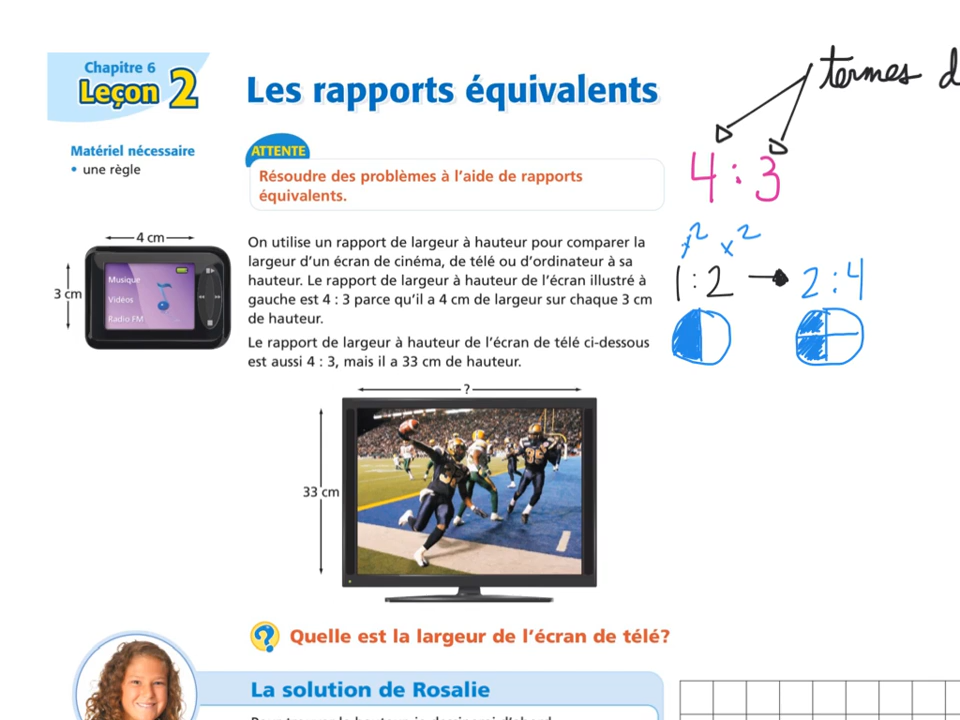 Chapitre 6
Leçon 2
Les rapports équivalents
termes d
Matériel nécessaire
• une règle
ATTENTE
Résoudre des problèmes à l'aide de rapports
équivalents.
4 : 3
4 cm
3 cm
Musique
Vidéos
Radio FM
On utilise un rapport de largeur à hauteur pour comparer la
largeur d'un écran de cinéma, de télé ou d'ordinateur à sa
hauteur. Le rapport de largeur à hauteur de l'écran illustré à
gauche est 4 : 3 parce qu'il a 4 cm de largeur sur chaque 3 cm
de hauteur.
Le rapport de largeur à hauteur de l'écran de télé ci-dessous
est aussi 4 : 3, mais il a 33 cm de hauteur.
x2 x2
1 : 2 → 2 : 4
?
33 cm
? Quelle est la largeur de l'écran de télé?
La solution de Rosalie